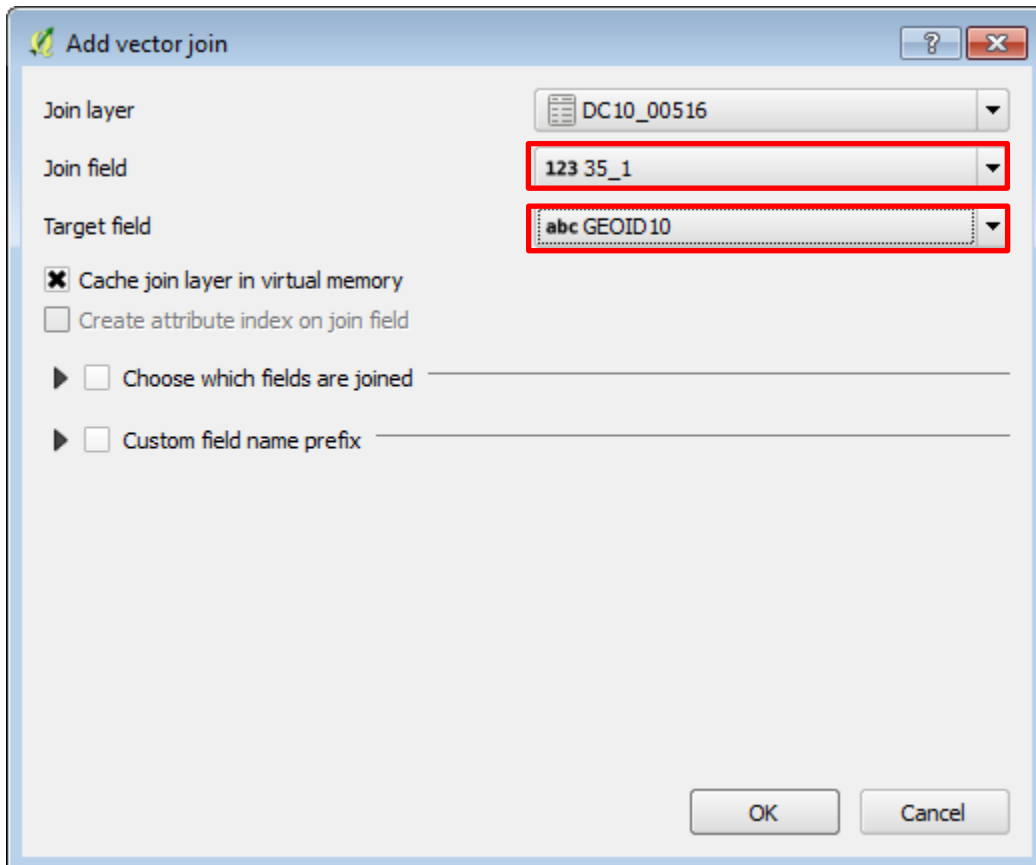 Add vector join
Join layer DC10_00516
Join field 123 35_1
Target field abc GEOID10
Cache join layer in virtual memory
Create attribute index on join field
Choose which fields are joined
Custom field name prefix
OK Cancel